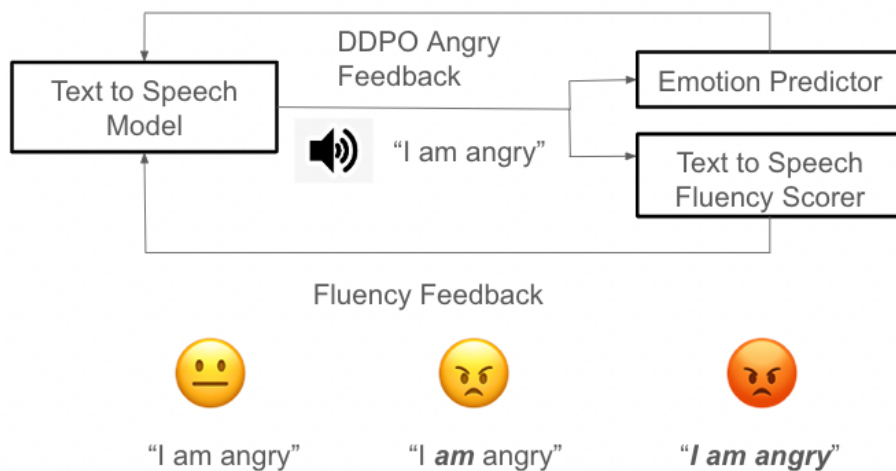 DDPO Angry
Feedback
Text to Speech
Model
Emotion Predictor
“I am angry”
Text to Speech
Fluency Scorer
Fluency Feedback
“I am angry”
“I am angry”
“I am angry”